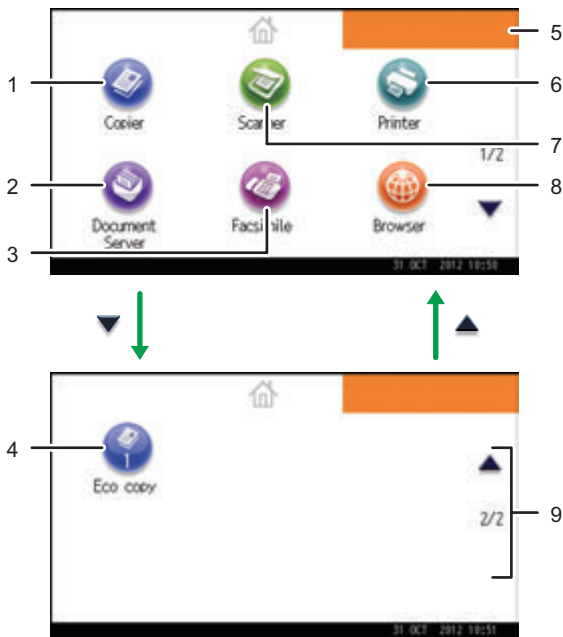 5
1
6
Copier Scanner Printer
7
1/2
2
8
Document Server
Facsimile
Browser
3
31 OCT 2012 10:50
4
1
Eco copy
2/2
9
31 OCT 2012 10:51